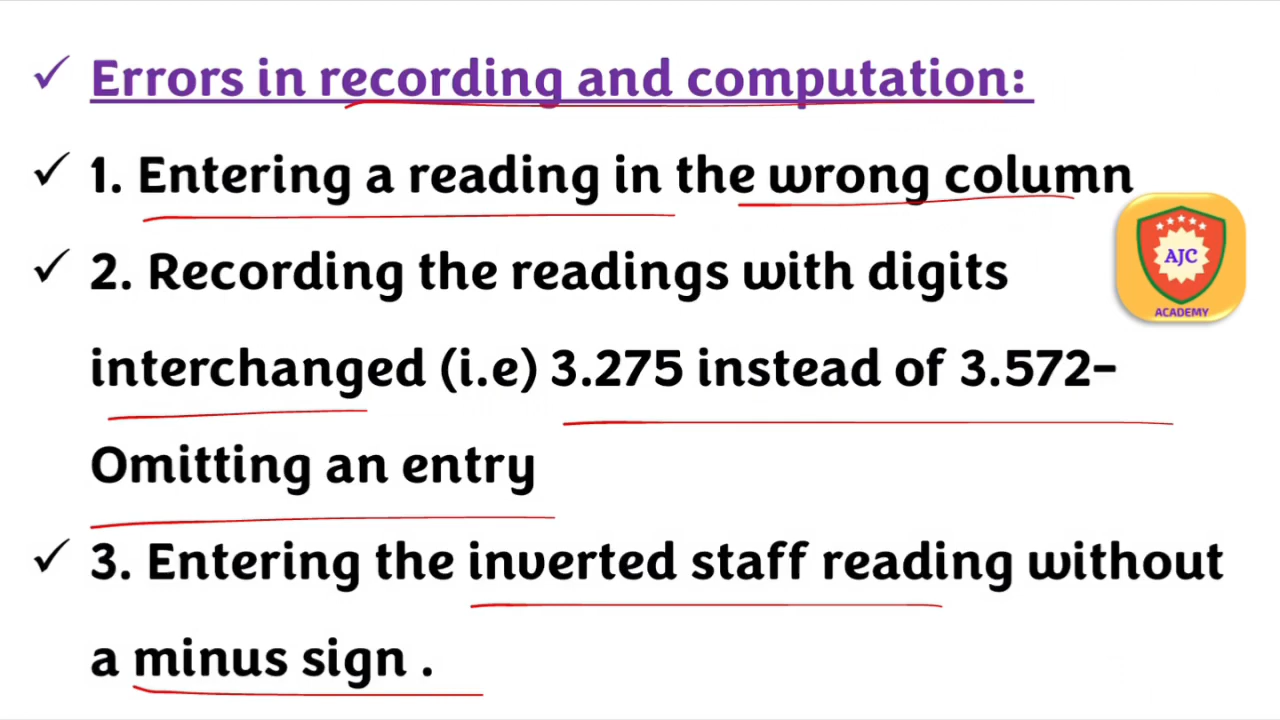 ✓ Errors in recording and computation:
✓ 1. Entering a reading in the wrong column
✓ 2. Recording the readings with digits
interchanged (i.e) 3.275 instead of 3.572-
Omitting an entry
✓ 3. Entering the inverted staff reading without
a minus sign .
AJC
ACADEMY